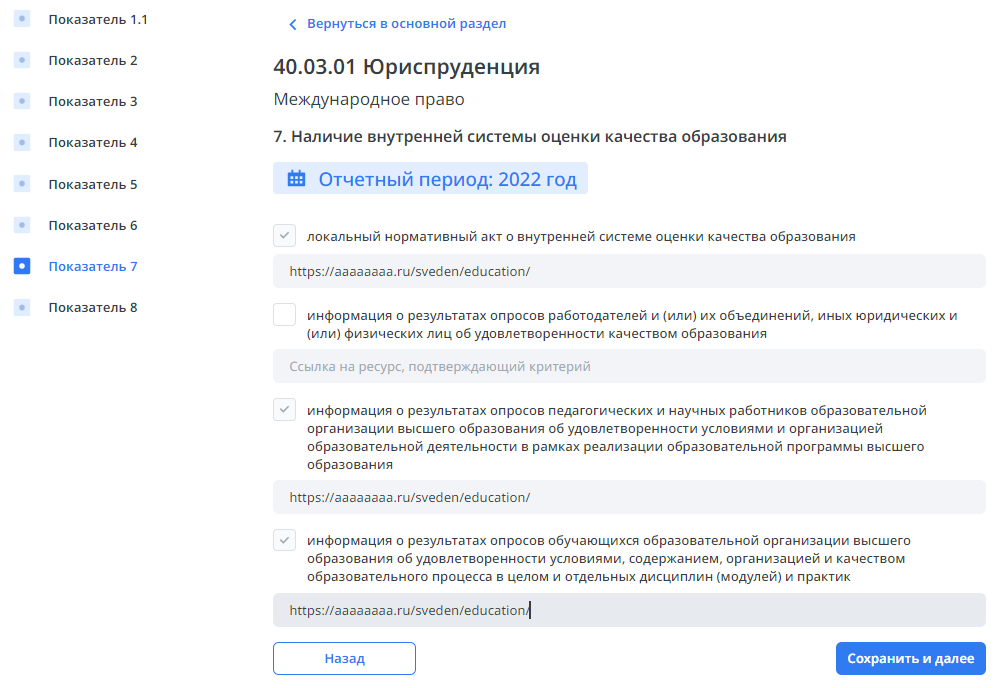 Показатель 1.1
Показатель 2
Показатель 3
Показатель 4
Показатель 5
Показатель 6
Показатель 7
Показатель 8
Вернуться в основной раздел
40.03.01 Юриспруденция
Международное право
7. Наличие внутренней системы оценки качества образования
Отчетный период: 2022 год
локальный нормативный акт о внутренней системе оценки качества образования
https://aaaaaaaa.ru/sveden/education/
информация о результатах опросов работодателей и (или) их объединений, иных юридических и
(или) физических лиц об удовлетворенности качеством образования
Ссылка на ресурс, подтверждающий критерий
информация о результатах опросов педагогических и научных работников образовательной
организации высшего образования об удовлетворенности условиями и организацией
образовательной деятельности в рамках реализации образовательной программы высшего
образования
https://aaaaaaaa.ru/sveden/education/
информация о результатах опросов обучающихся образовательной организации высшего
образования об удовлетворенности условиями, содержанием, организацией и качеством
образовательного процесса в целом и отдельных дисциплин (модулей) и практик
https://aaaaaaaa.ru/sveden/education/
Назад
Сохранить и далее